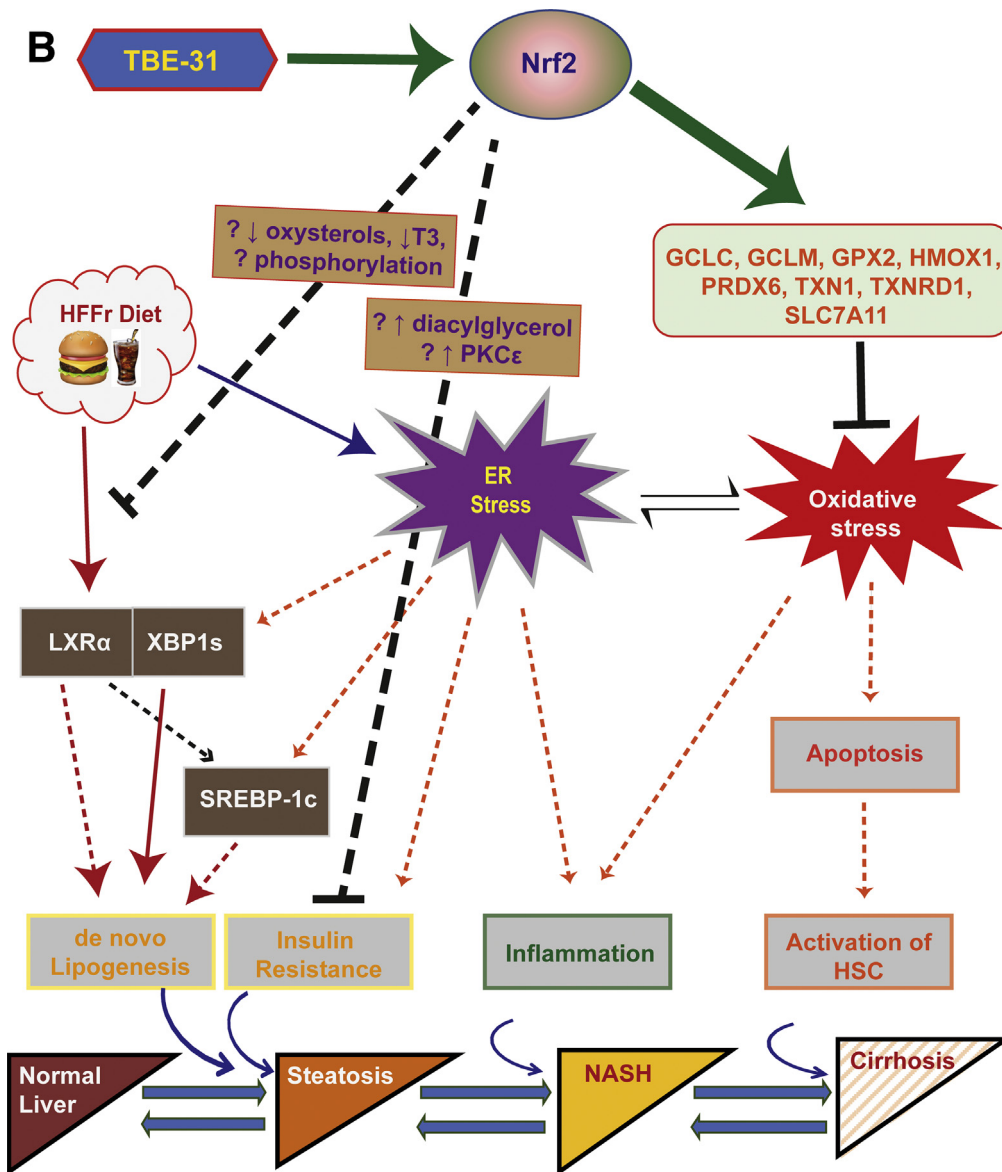 B
TBE-31
Nrf2
? ↓ oxysterols, ↓T3,
? phosphorylation
GCLC, GCLM, GPX2, HMOX1,
PRDX6, TXN1, TXNRD1,
SLC7A11
HFFr Diet
? ↑ diacylglycerol
? ↑ PKCε
ER
Stress
Oxidative
stress
LXRα
XBP1s
SREBP-1c
Apoptosis
de novo
Lipogenesis
Insulin
Resistance
Inflammation
Activation of
HSC
Normal
Liver
Steatosis
NASH
Cirrhosis